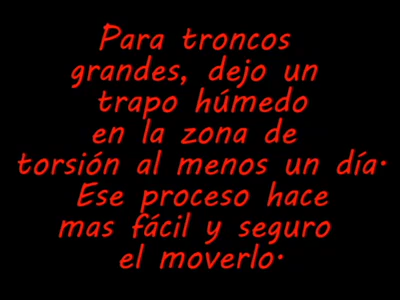 Para troncos
grandes, dejo un
trapo húmedo
en la zona de
torsión al menos un día.
Ese proceso hace
mas fácil y seguro
el moverlo.